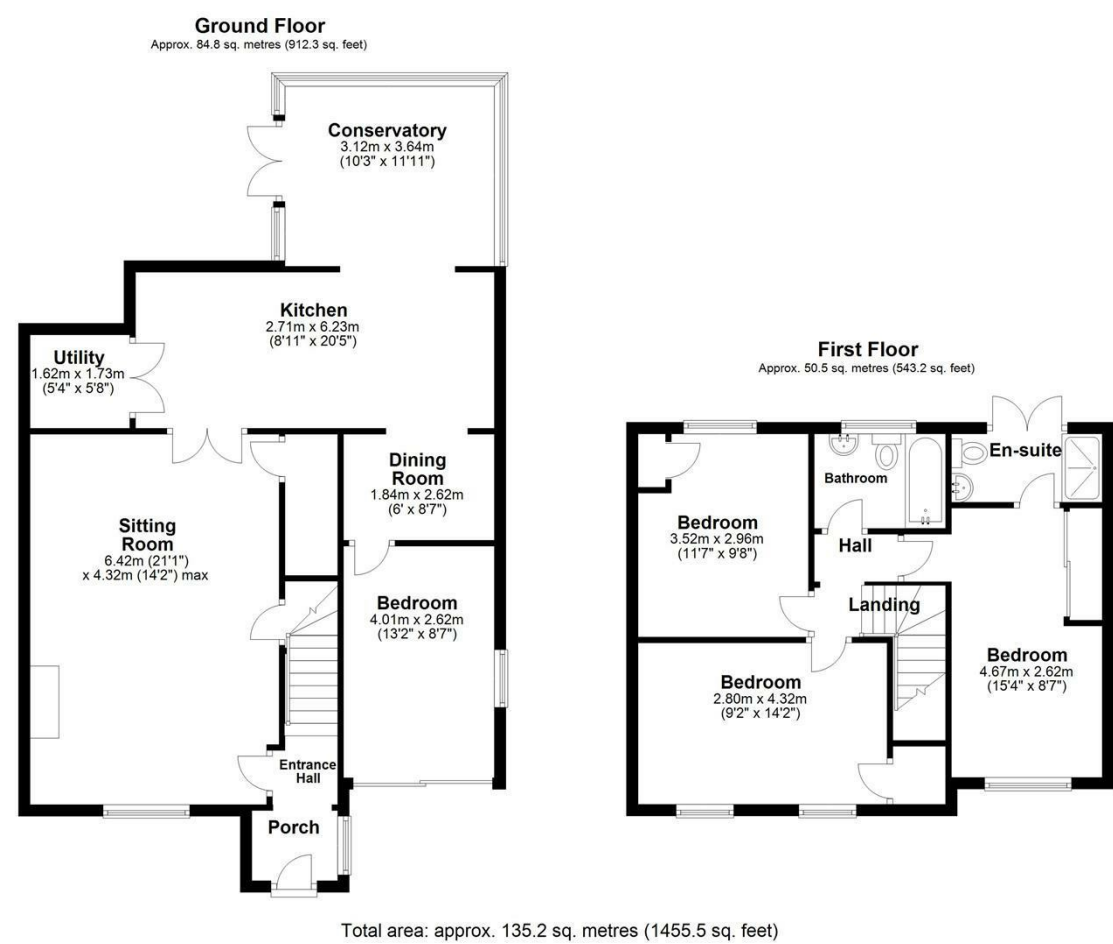 Ground Floor
Approx. 84.8 sq. metres (912.3 sq. feet)
Conservatory
3.12m x 3.64m
(10'3" x 11'11")
Kitchen
2.71m x 6.23m
(8'11" x 20'5")
Utility
1.62m x 1.73m
(5'4" x 5'8")
Dining
Room
1.84m x 2.62m
(6' x 8'7")
Sitting
Room
6.42m (21'1")
x 4.32m (14'2") max
Bedroom
4.01m x 2.62m
(13'2" x 8'7")
Entrance
Hall
Porch
First Floor
Approx. 50.5 sq. metres (543.2 sq. feet)
En-suite
Bathroom
Bedroom
3.52m x 2.96m
(11'7" x 9'8")
Hall
Landing
Bedroom
4.67m x 2.62m
(15'4" x 8'7")
Bedroom
2.80m x 4.32m
(9'2" x 14'2")
Total area: approx. 135.2 sq. metres (1455.5 sq. feet)